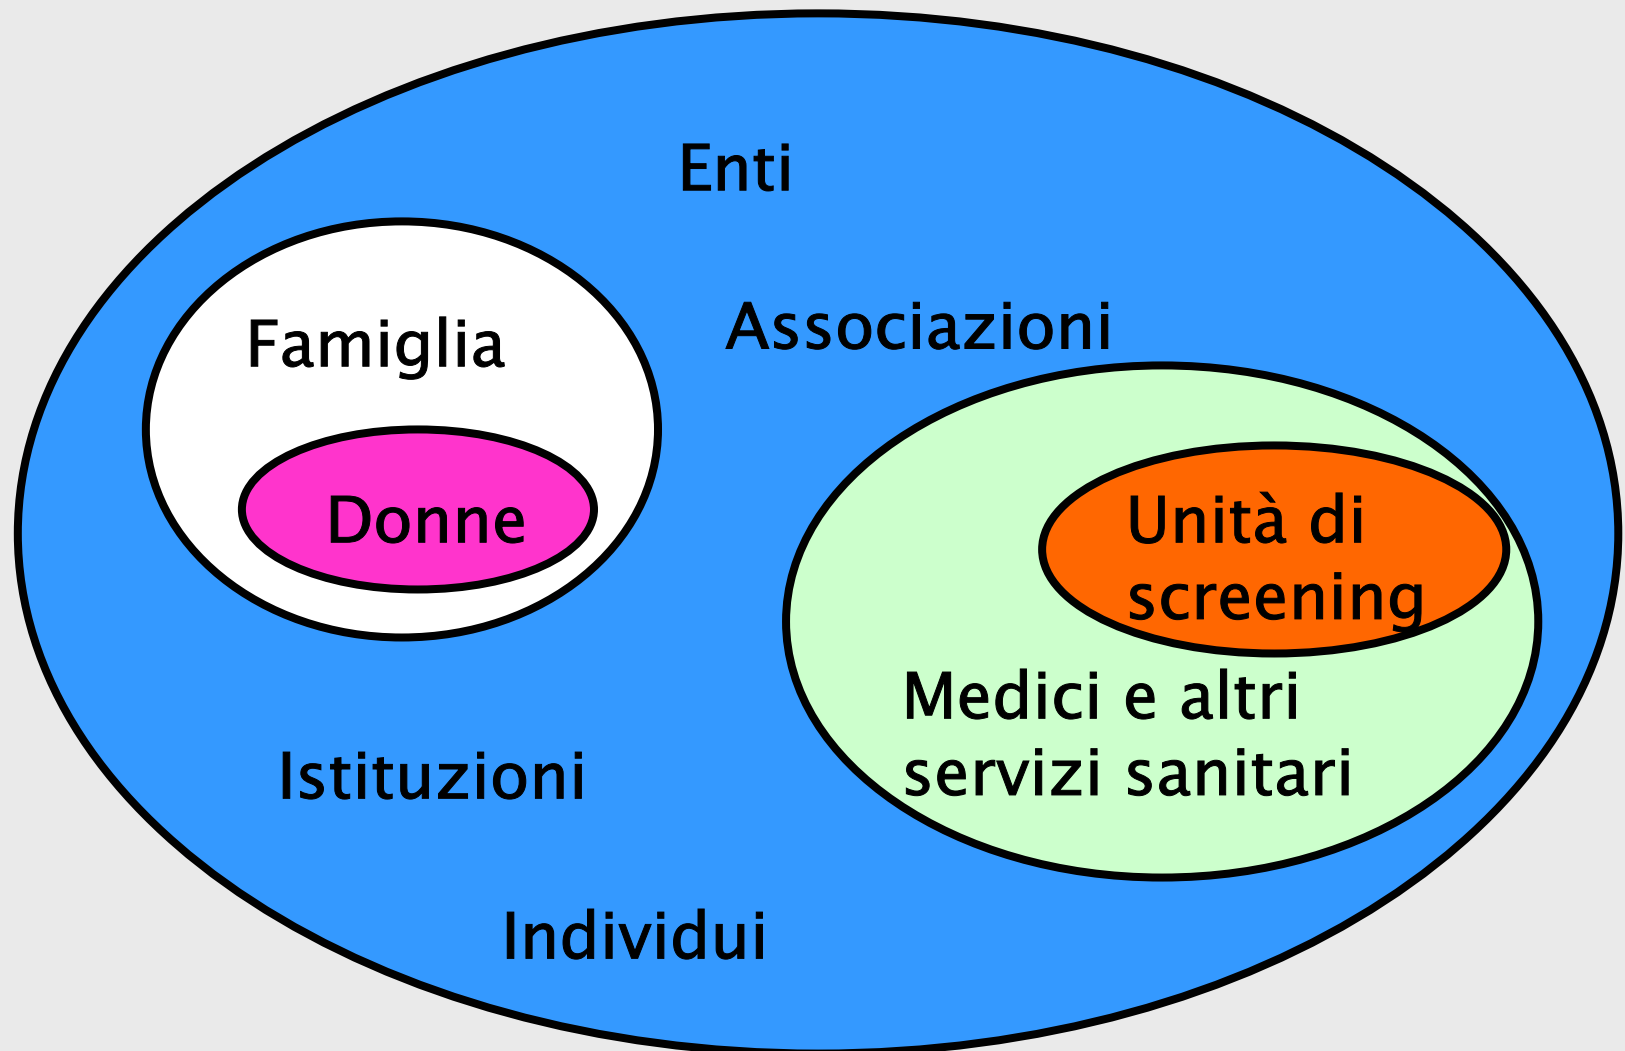 Enti
Associazioni
Famiglia
Donne
Unità di
screening
Medici e altri
servizi sanitari
Istituzioni
Individui